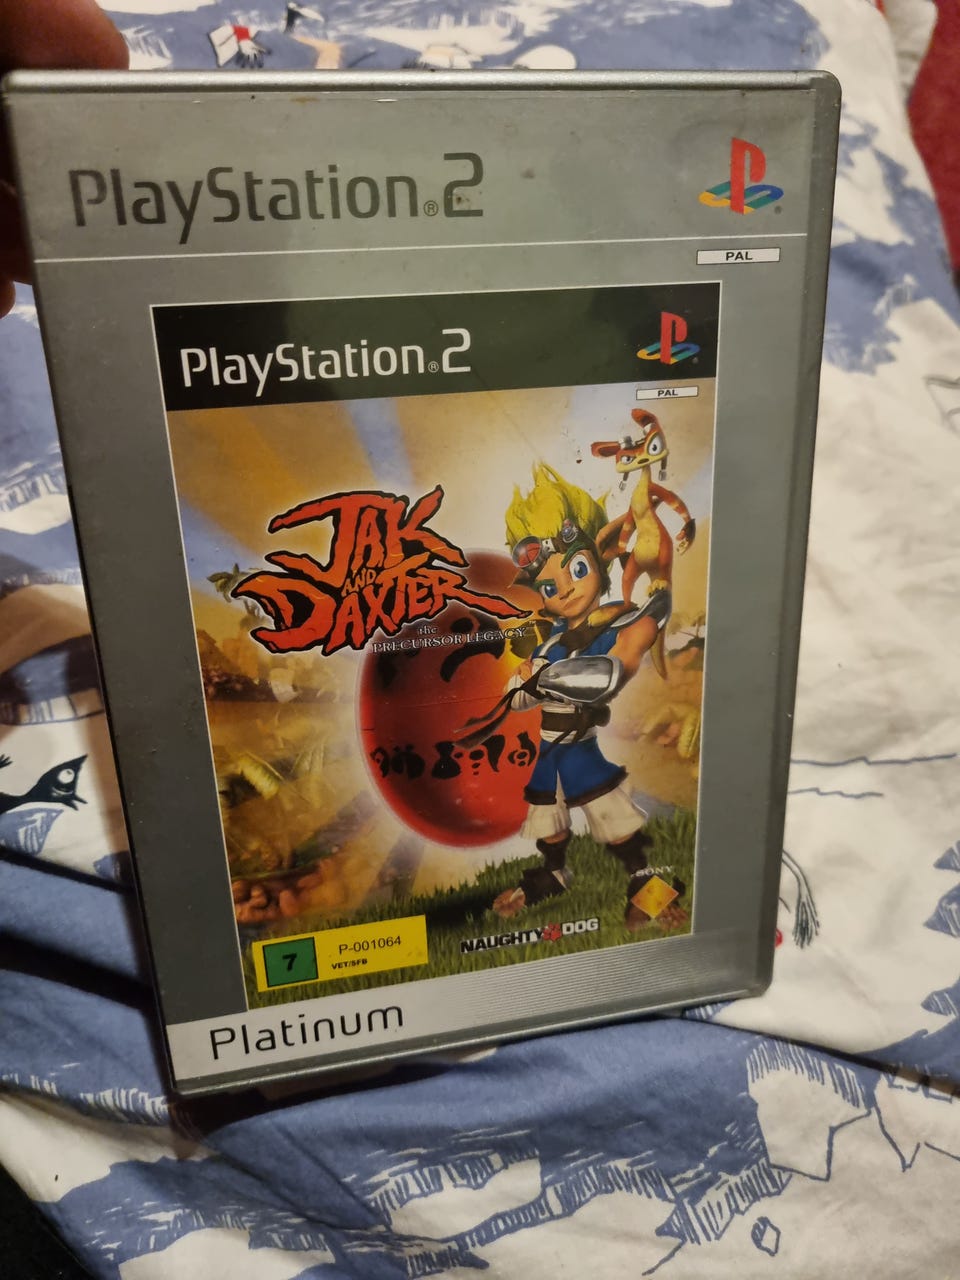 PlayStation®2
PAL
PlayStation®2
PAL
JAK
AND
DAXTER™
the
PRECURSOR LEGACY
SONY
7
P-001064
VET/SFB
NAUGHTY DOG
Platinum